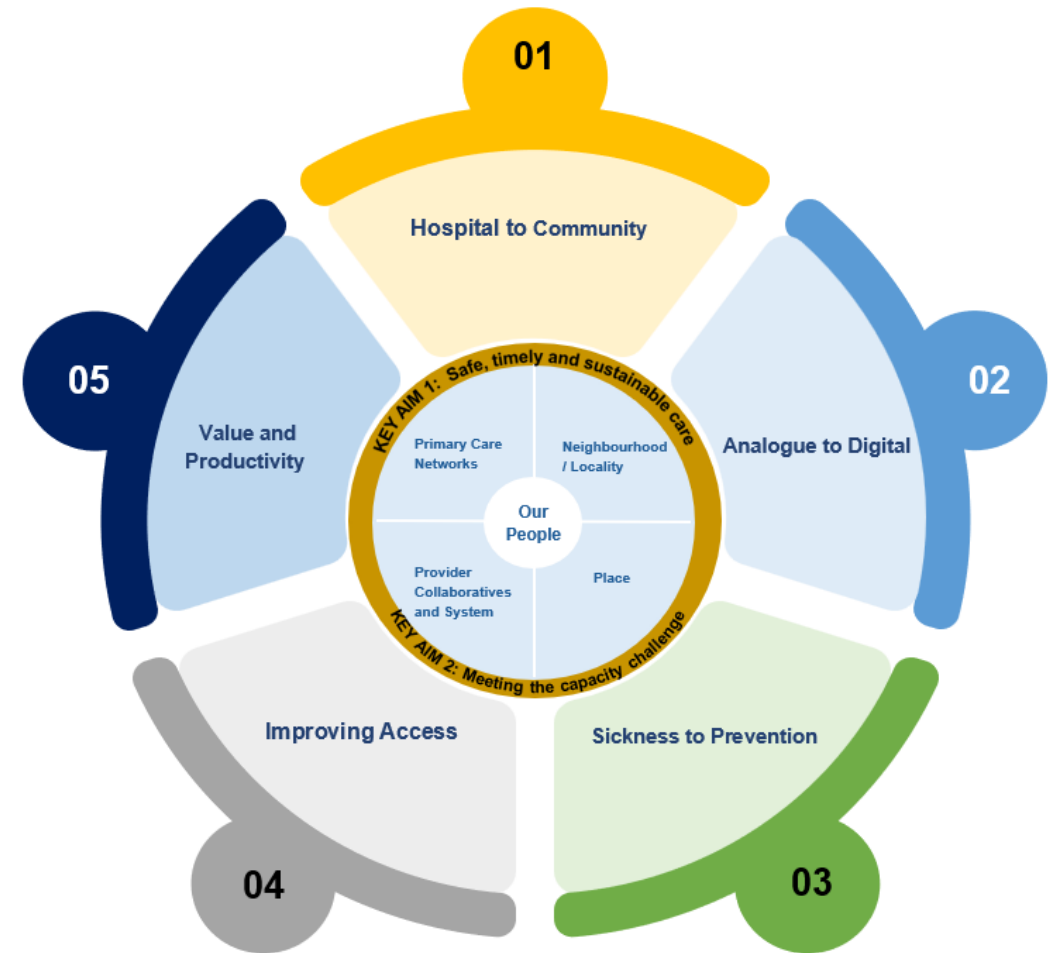 01
Hospital to Community
02
Analogue to Digital
03
Sickness to Prevention
04
Improving Access
05
Value and
Productivity
KEY AIM 1: Safe, timely and sustainable care
Primary Care
Networks
Neighbourhood
/ Locality
Our
People
Provider
Collaboratives
and System
Place
KEY AIM 2: Meeting the capacity challenge